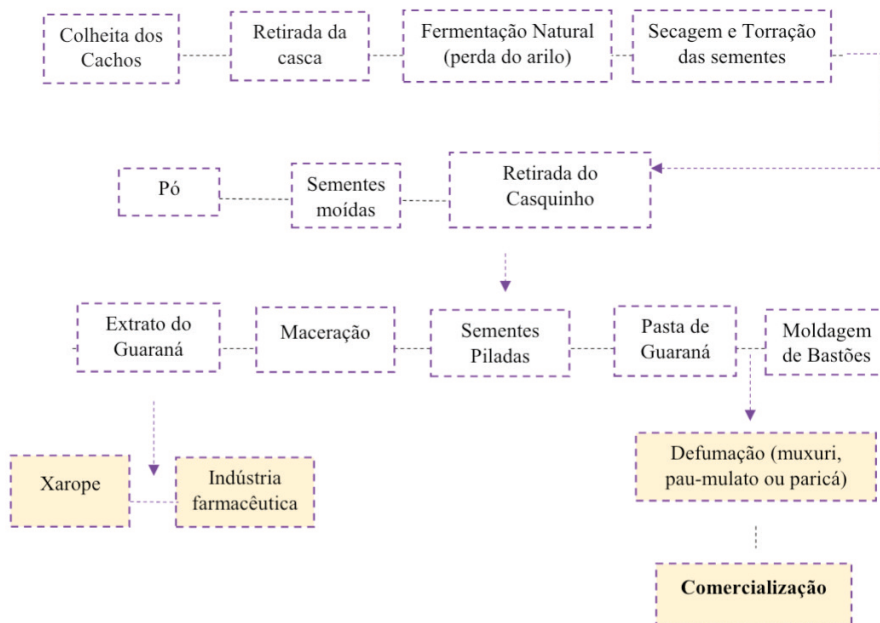 Colheita dos
Cachos
Retirada da
casca
Fermentação Natural
(perda do arilo)
Secagem e Torração
das sementes
Pó
Sementes
moídas
Retirada do
Casquinho
Extrato do
Guaraná
Maceração
Sementes
Piladas
Pasta de
Guaraná
Moldagem
de Bastões
Xarope
Indústria
farmacêutica
Defumação (muxuri,
pau-mulato ou paricá)
Comercialização